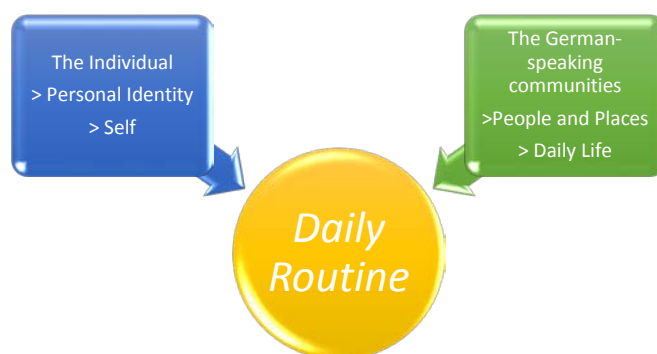 The Individual
> Personal Identity
> Self
The German-
speaking
communities
>People and Places
> Daily Life
Daily
Routine